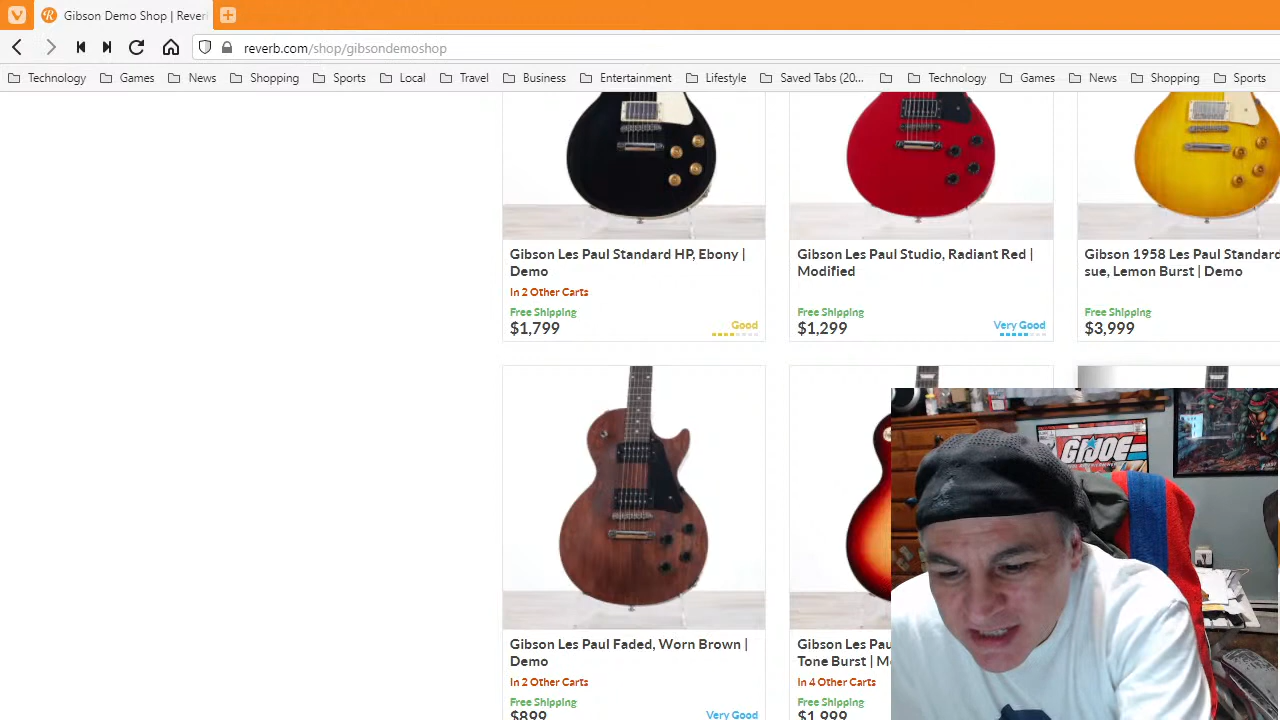 Gibson Demo Shop | Rever
reverb.com/shop/gibsondemoshop
Technology Games News Shopping Sports Local Travel Business Entertainment Lifestyle Saved Tabs (20... Technology Games News Shopping Sports
Gibson Les Paul Standard HP, Ebony |
Demo
In 2 Other Carts
Free Shipping
$1,799
Good
Gibson Les Paul Studio, Radiant Red |
Modified
Free Shipping
$1,299
Very Good
Gibson 1958 Les Paul Standard
sue, Lemon Burst | Demo
Free Shipping
$3,999
Gibson Les Paul Faded, Worn Brown |
Demo
In 2 Other Carts
Free Shipping
$899
Very Good
Gibson Les Pau
Tone Burst | M
In 4 Other Carts
Free Shipping
$1,999
GI JOE